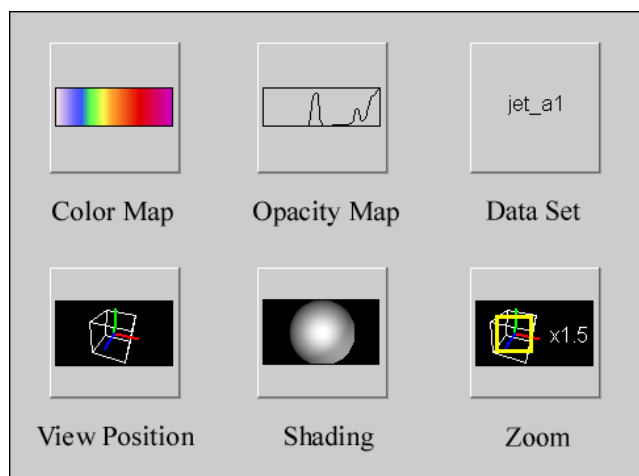 jet_a1
Color Map
Opacity Map
Data Set
x1.5
View Position
Shading
Zoom